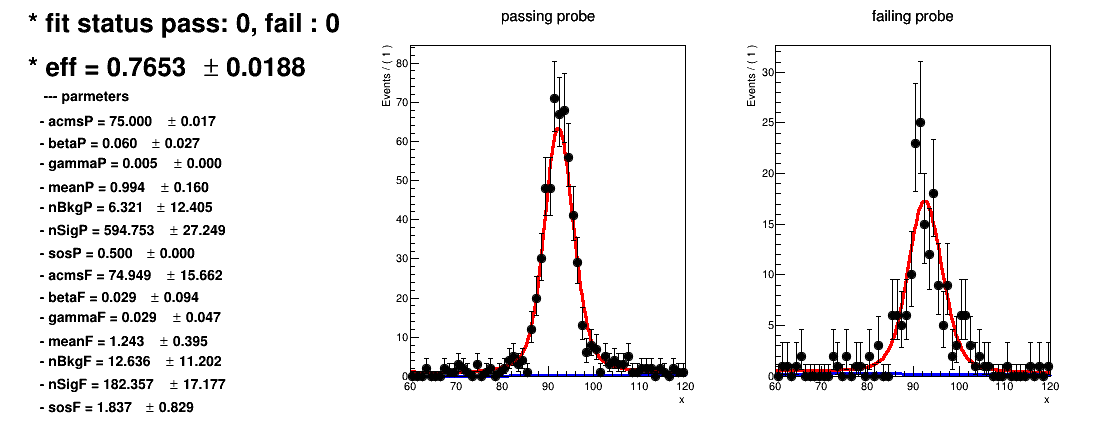 * fit status pass: 0, fail : 0
* eff = 0.7653 ± 0.0188
--- parmeters
- acmsP = 75.000 ± 0.017
- betaP = 0.060 ± 0.027
- gammaP = 0.005 ± 0.000
- meanP = 0.994 ± 0.160
- nBkgP = 6.321 ± 12.405
- nSigP = 594.753 ± 27.249
- sosP = 0.500 ± 0.000
- acmsF = 74.949 ± 15.662
- betaF = 0.029 ± 0.094
- gammaF = 0.029 ± 0.047
- meanF = 1.243 ± 0.395
- nBkgF = 12.636 ± 11.202
- nSigF = 182.357 ± 17.177
- sosF = 1.837 ± 0.829
passing probe
Events / ( 1 )
80
70
60
50
40
30
20
10
0
60 70 80 90 100 110 120
x
failing probe
Events / ( 1 )
30
25
20
15
10
5
0
60 70 80 90 100 110 120
x